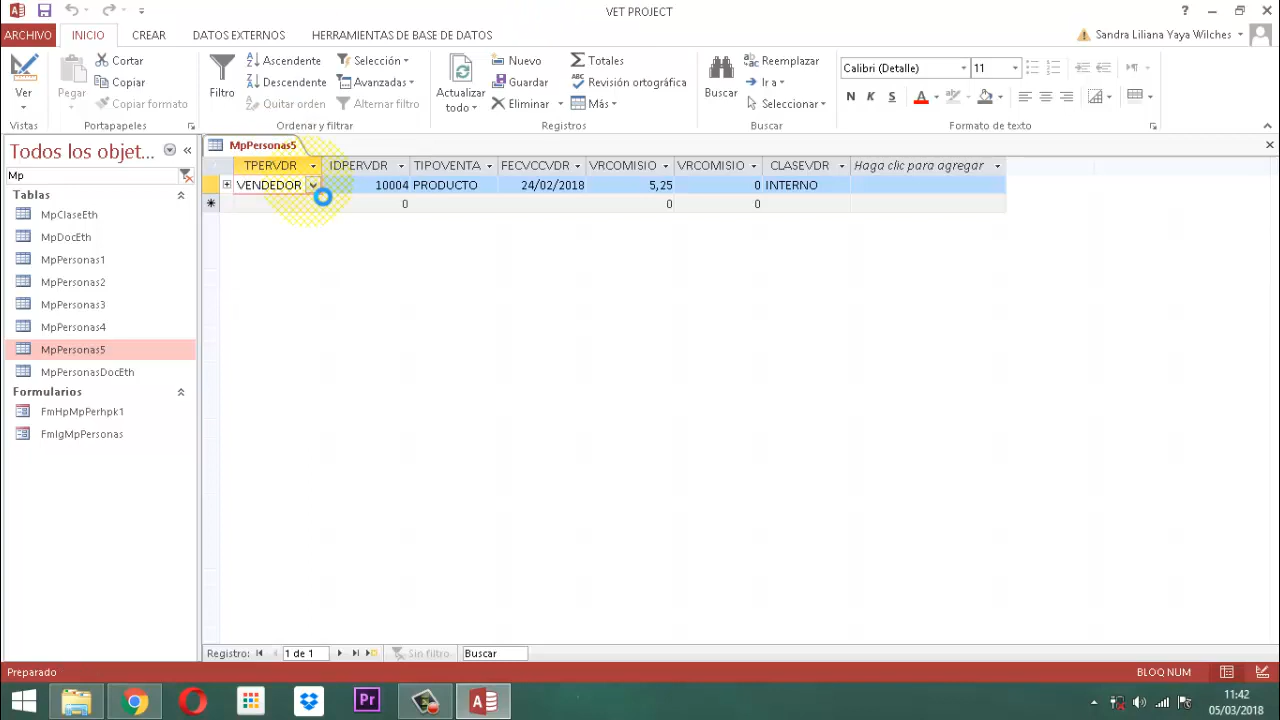 VET PROJECT
ARCHIVO INICIO CREAR DATOS EXTERNOS HERRAMIENTAS DE BASE DE DATOS Sandra Liliana Yaya Wilches
Ver
Vistas
Pegar
Cortar
Copiar
Copiar formato
Portapapeles
Filtro
Ascendente
Descendente
Quitar orden
Selección
Avanzadas
Alternar filtro
Ordenar y filtrar
Actualizar todo
Nuevo
Guardar
Eliminar
Totales
Revisión ortográfica
Más
Registros
Buscar
Reemplazar
Ir a
Seleccionar
Buscar
Calibri (Detalle) 11
N K S A
Formato de texto
Todos los objet...
Mp
Tablas
MpClaseEth
MpDocEth
MpPersonas1
MpPersonas2
MpPersonas3
MpPersonas4
MpPersonas5
MpPersonasDocEth
Formularios
FmHpMpPerhpk1
FmIgMpPersonas
MpPersonas5
TPERVDR IDPERVDR TIPOVENTA FECVCCVDR VRCOMISIO VRCOMISIO CLASEVDR Haga clic para agregar
VENDEDOR 10004 PRODUCTO 24/02/2018 5,25 0 INTERNO
0 0 0
Registro: 1 de 1 Sin filtro Buscar
Preparado BLOQ NUM
Pr
11:42
05/03/2018